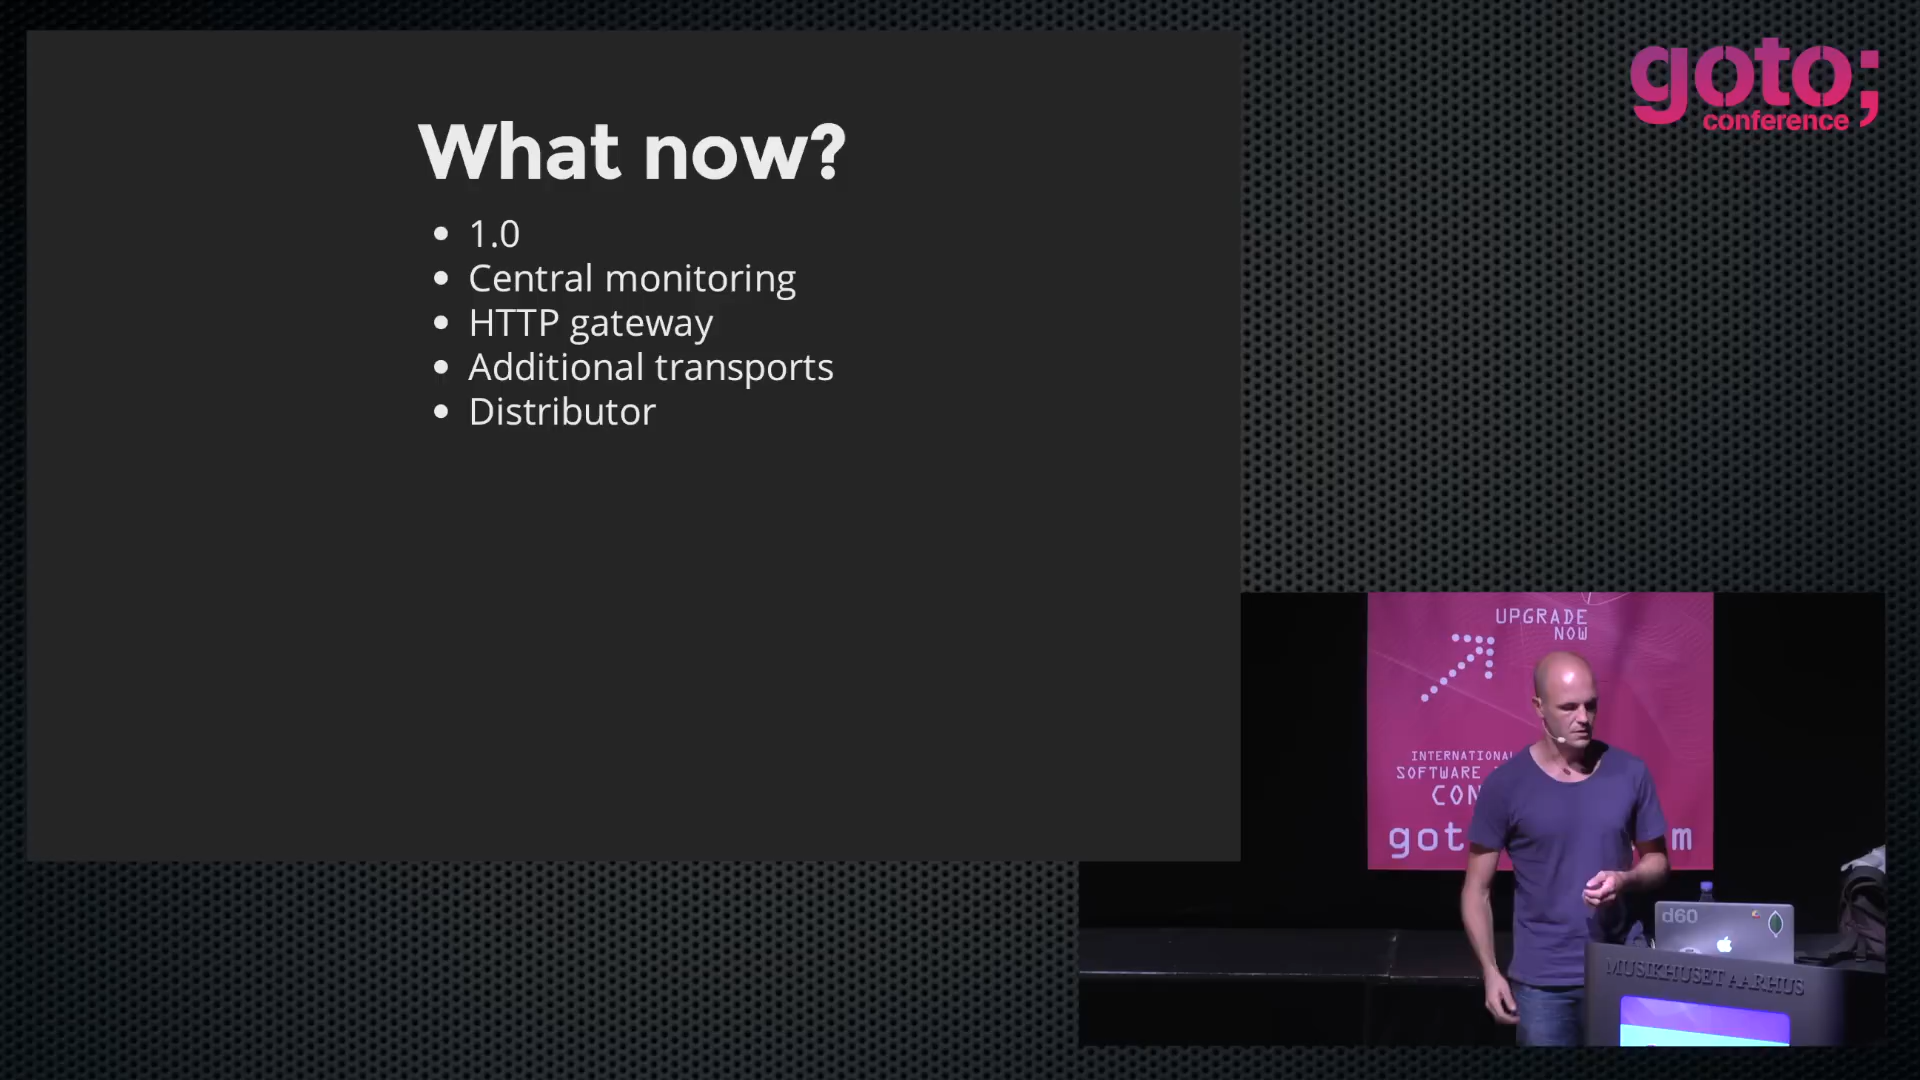 What now?
1.0
Central monitoring
HTTP gateway
Additional transports
Distributor
goto;
conference
UPGRADE
NOW
INTERNATIONAL
SOFTWARE
CON
got
m
d60
MUSIKHUSET AARHUS